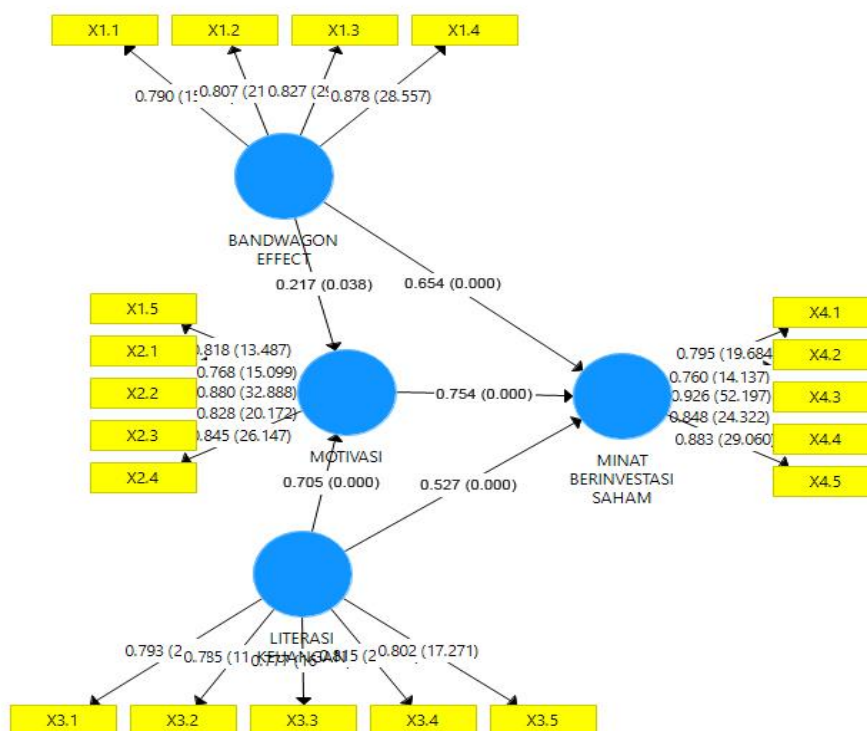 X1.1
X1.2
X1.3
X1.4
0.790
0.807
0.827
0.878 (28.557)
BANDWAGON
EFFECT
0.217 (0.038)
0.654 (0.000)
X1.5
X2.1
X2.2
X2.3
X2.4
0.818 (13.487)
0.768 (15.099)
0.880 (32.888)
0.828 (20.172)
0.845 (26.147)
MOTIVASI
0.754 (0.000)
0.705 (0.000)
0.527 (0.000)
X4.1
X4.2
X4.3
X4.4
X4.5
0.795 (19.684
0.760 (14.137)
0.926 (52.197)
0.848 (24.322)
0.883 (29.060)
MINAT
BERINVESTASI
SAHAM
LITERASI
KEUANGAN
0.793
0.785
0.802 (17.271)
X3.1
X3.2
X3.3
X3.4
X3.5